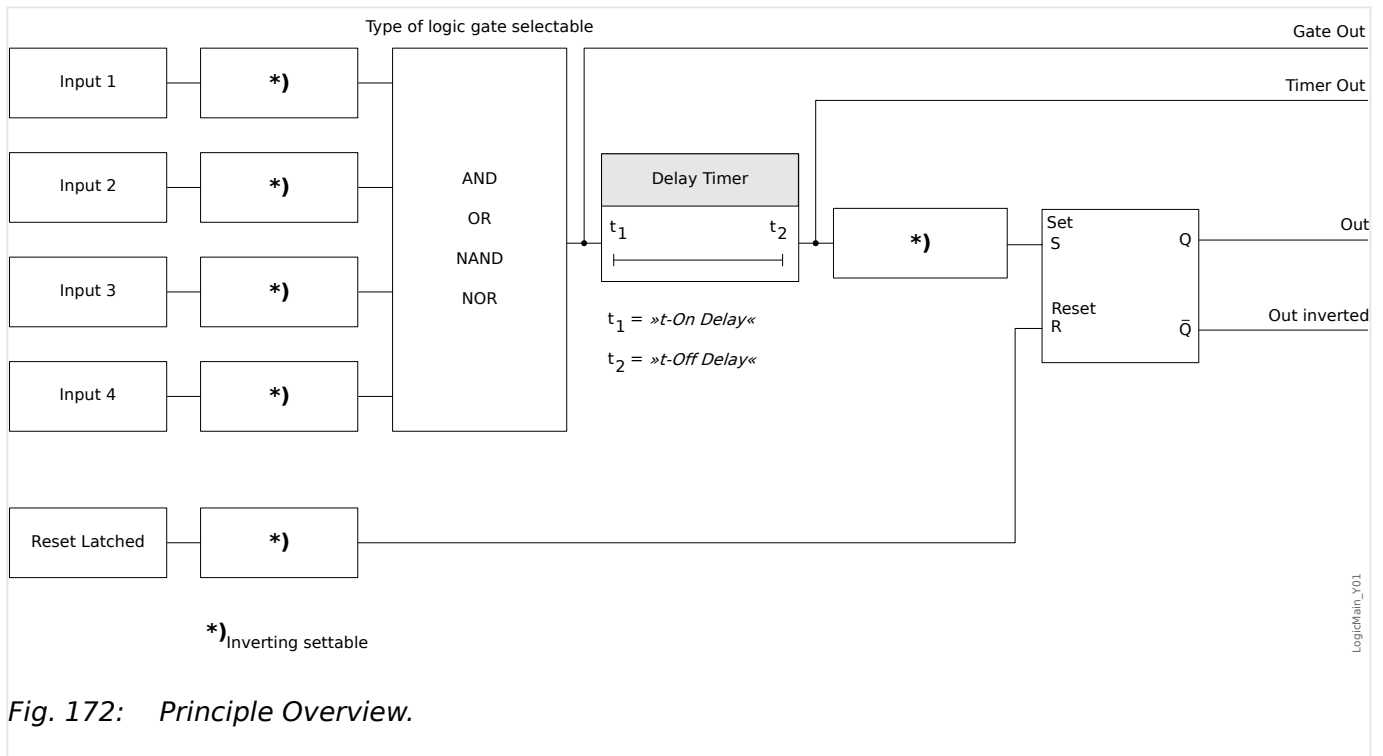 Type of logic gate selectable
Gate Out
Input 1
*)
Timer Out
Input 2
*)
AND
OR
NAND
NOR
Delay Timer
t1
t2
*)
Set
S
Q
Out
Input 3
*)
t1 = »t-On Delay«
t2 = »t-Off Delay«
Reset
R
Q̅
Out inverted
Input 4
*)
Reset Latched
*)
*)Inverting settable
LogicMain_Y01
Fig. 172: Principle Overview.